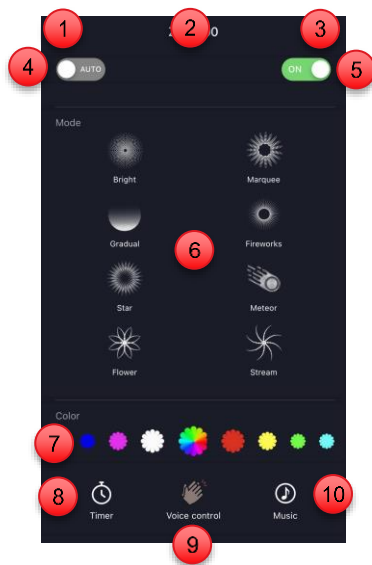 1
2
3
4
AUTO
ON
5
Mode
Bright
Marquee
Gradual
Fireworks
6
Star
Meteor
Flower
Stream
Color
7
8
10
Timer
Voice control
Music
9